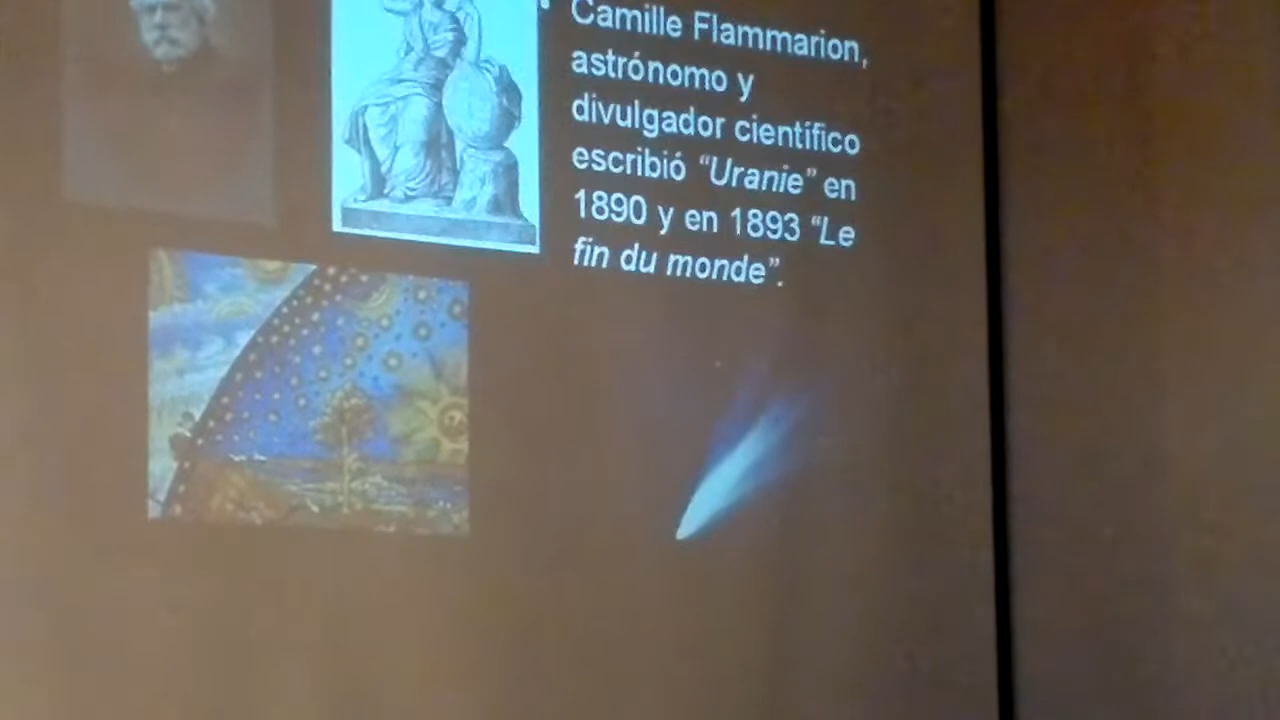 Camille Flammarion,
astrónomo y
divulgador científico
escribió “Uranie” en
1890 y en 1893 “Le
fin du monde”.